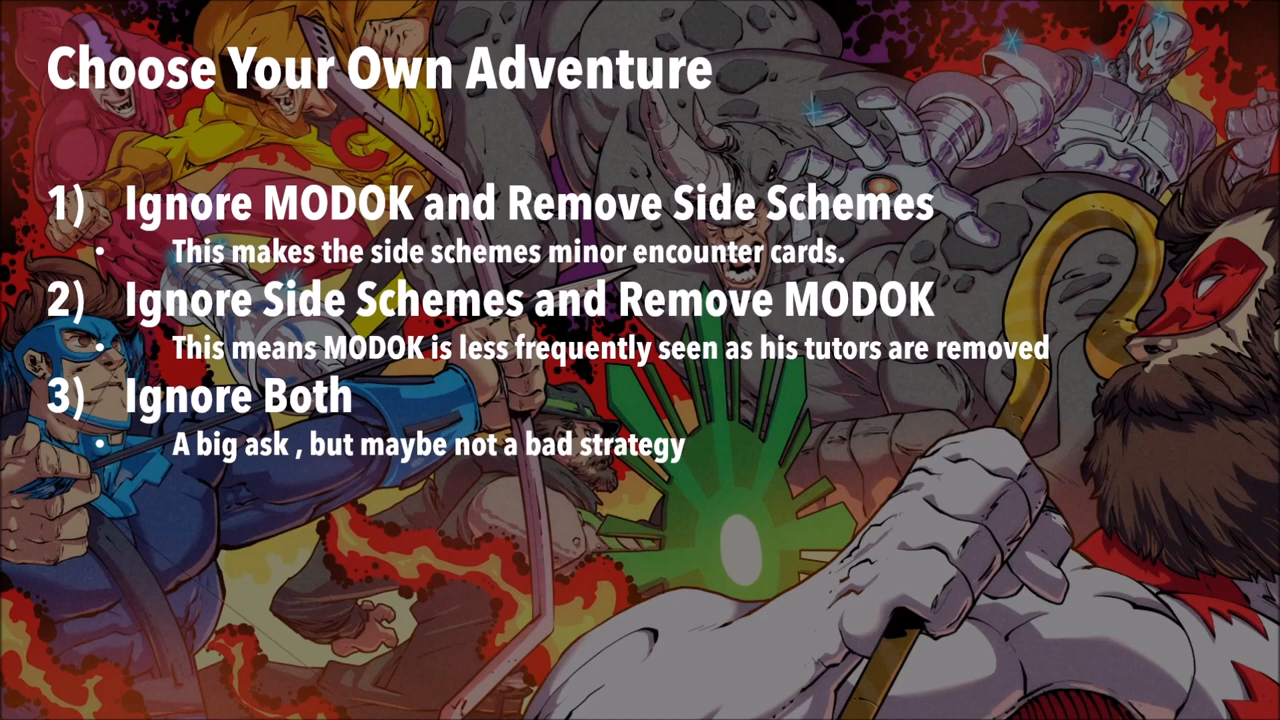 Choose Your Own Adventure
1) Ignore MODOK and Remove Side Schemes
• This makes the side schemes minor encounter cards.
2) Ignore Side Schemes and Remove MODOK
• This means MODOK is less frequently seen as his tutors are removed
3) Ignore Both
• A big ask , but maybe not a bad strategy